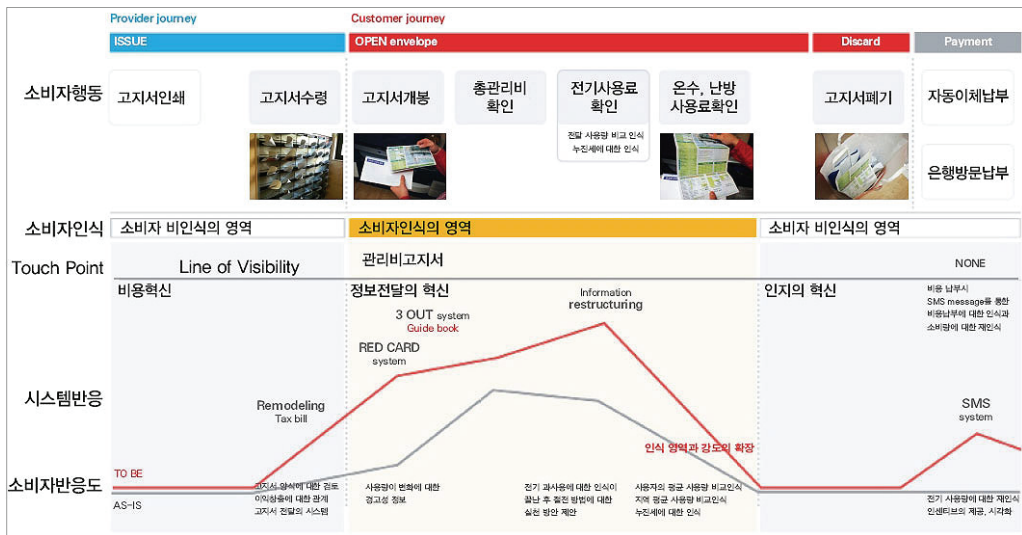 Provider journey
Customer journey
ISSUE
OPEN envelope
Discard
Payment
소비자행동
고지서인쇄
고지서수령
고지서개봉
총관리비
확인
전기사용료
확인
전달 사용량 비교 인식
누진세에 대한 인식
온수, 난방
사용료확인
고지서폐기
자동이체납부
은행방문납부
소비자인식
소비자 비인식의 영역
소비자인식의 영역
소비자 비인식의 영역
Touch Point
Line of Visibility
관리비고지서
NONE
비용혁신
정보전달의 혁신
인지의 혁신
비용 납부시
SMS message를 통한
비용납부에 대한 인식과
소비량에 대한 재인식
3 OUT system
Guide book
Information
restructuring
RED CARD
system
시스템반응
Remodeling
Tax bill
SMS
system
인식 영역과 강도의 확장
TO BE
소비자반응도
AS-IS
고지서 양식에 대한 검토
이익창출에 대한 관계
고지서 전달의 시스템
사용량이 변화에 대한
경고성 정보
전기 과사용에 대한 인식이
끝난 후 절전 방법에 대한
실천 방안 제안
사용자의 평균 사용량 비교인식
지역 평균 사용량 비교인식
누진세에 대한 인식
전기 사용량에 대한 재인식
인센티브의 제공, 시각화